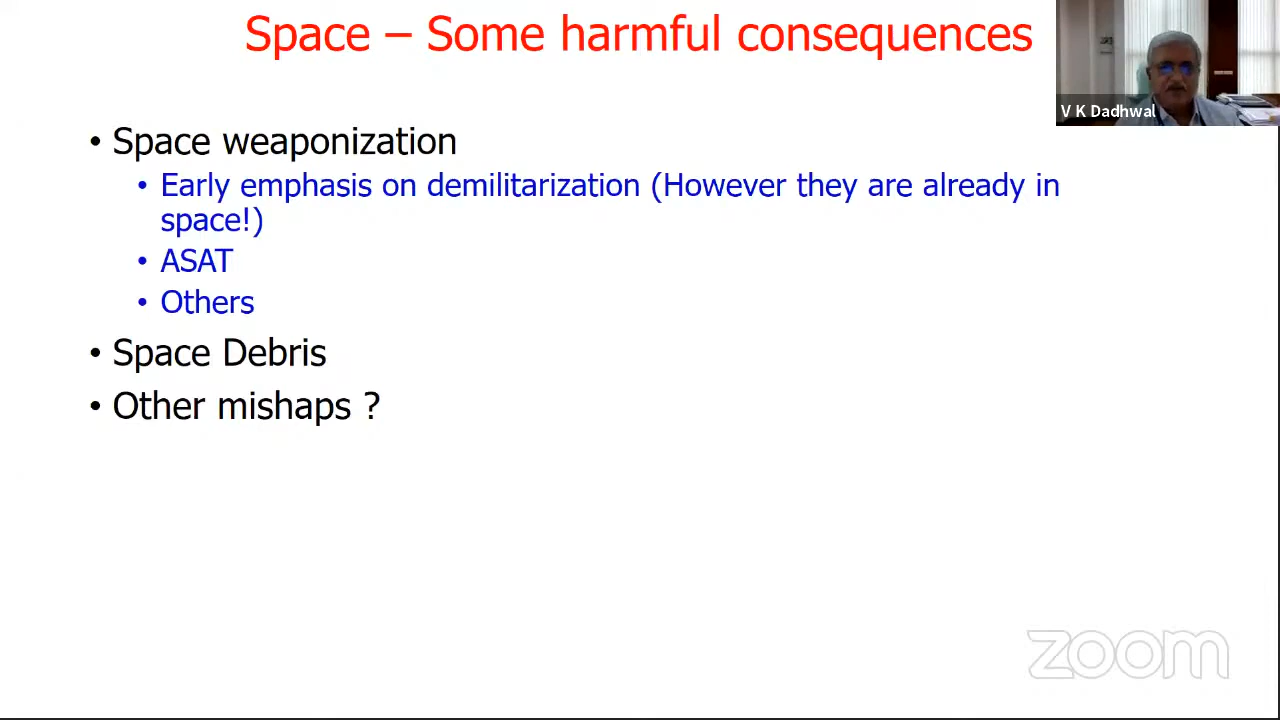 Space – Some harmful consequences
V K Dadhwal
• Space weaponization
• Early emphasis on demilitarization (However they are already in
space!)
• ASAT
• Others
• Space Debris
• Other mishaps ?
zoom